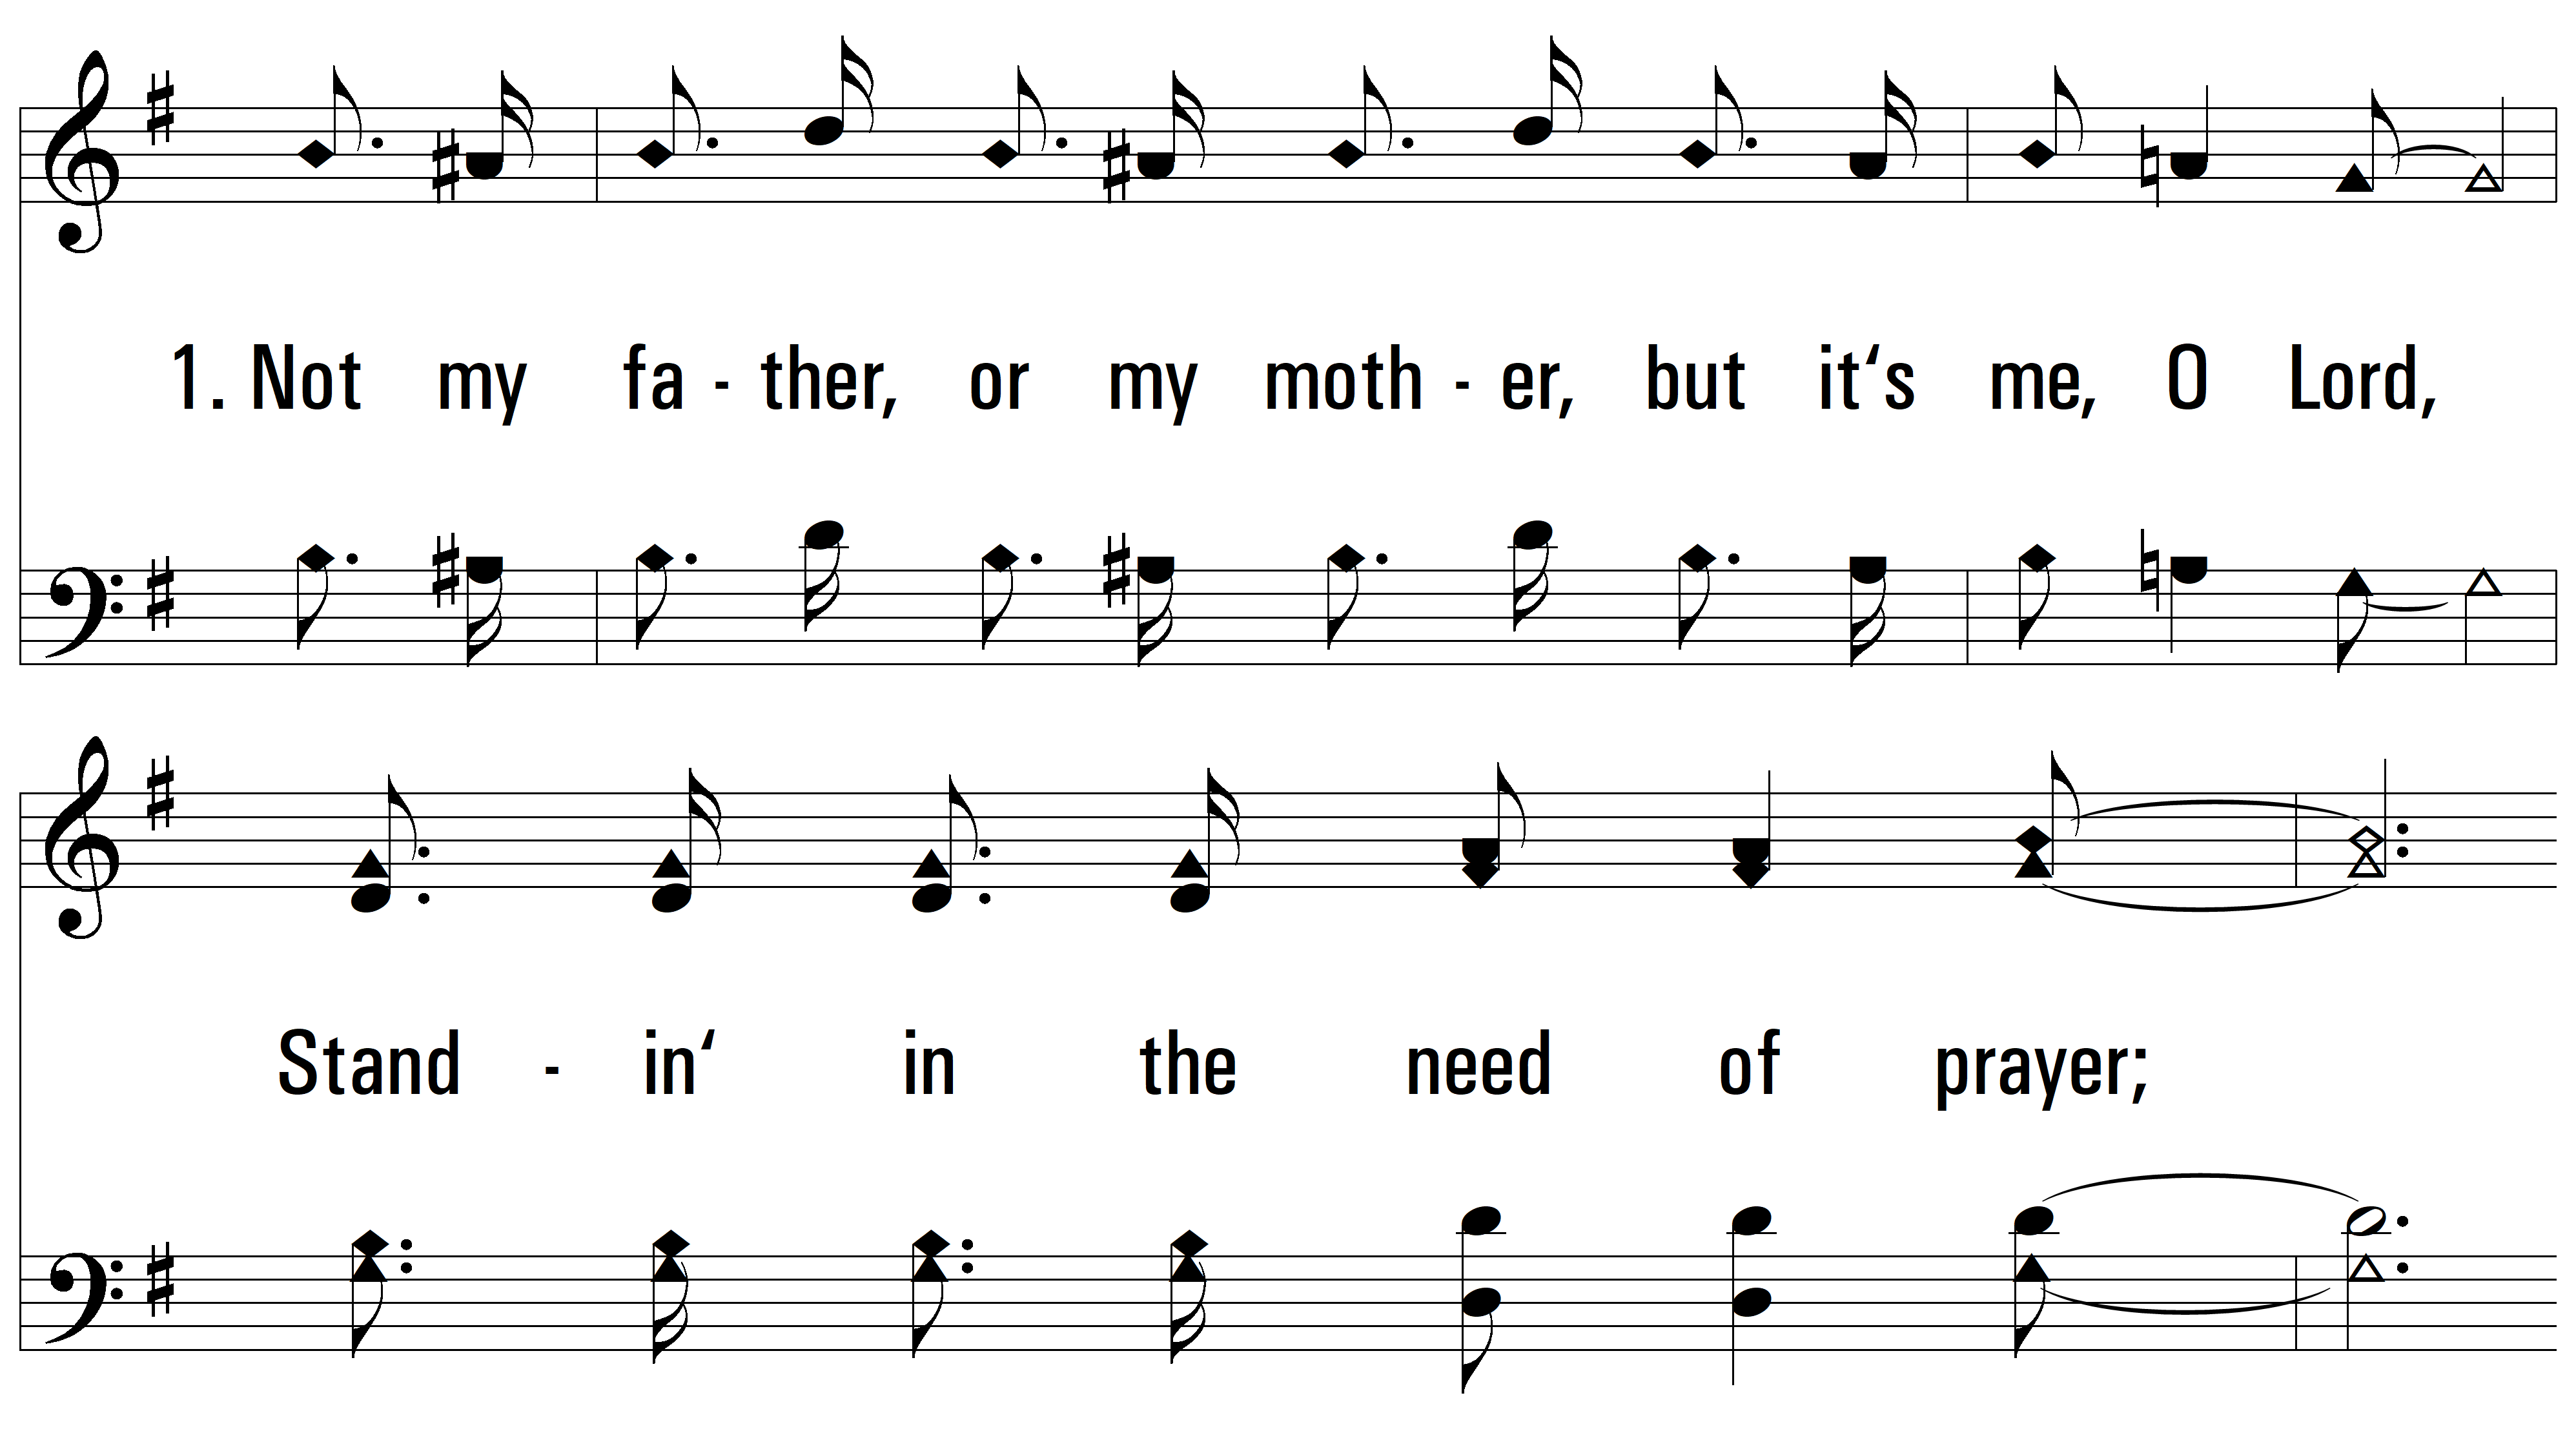 1. Not my fa - ther, or my moth - er, but it‘s me, O Lord,
Stand - in‘ in the need of prayer;